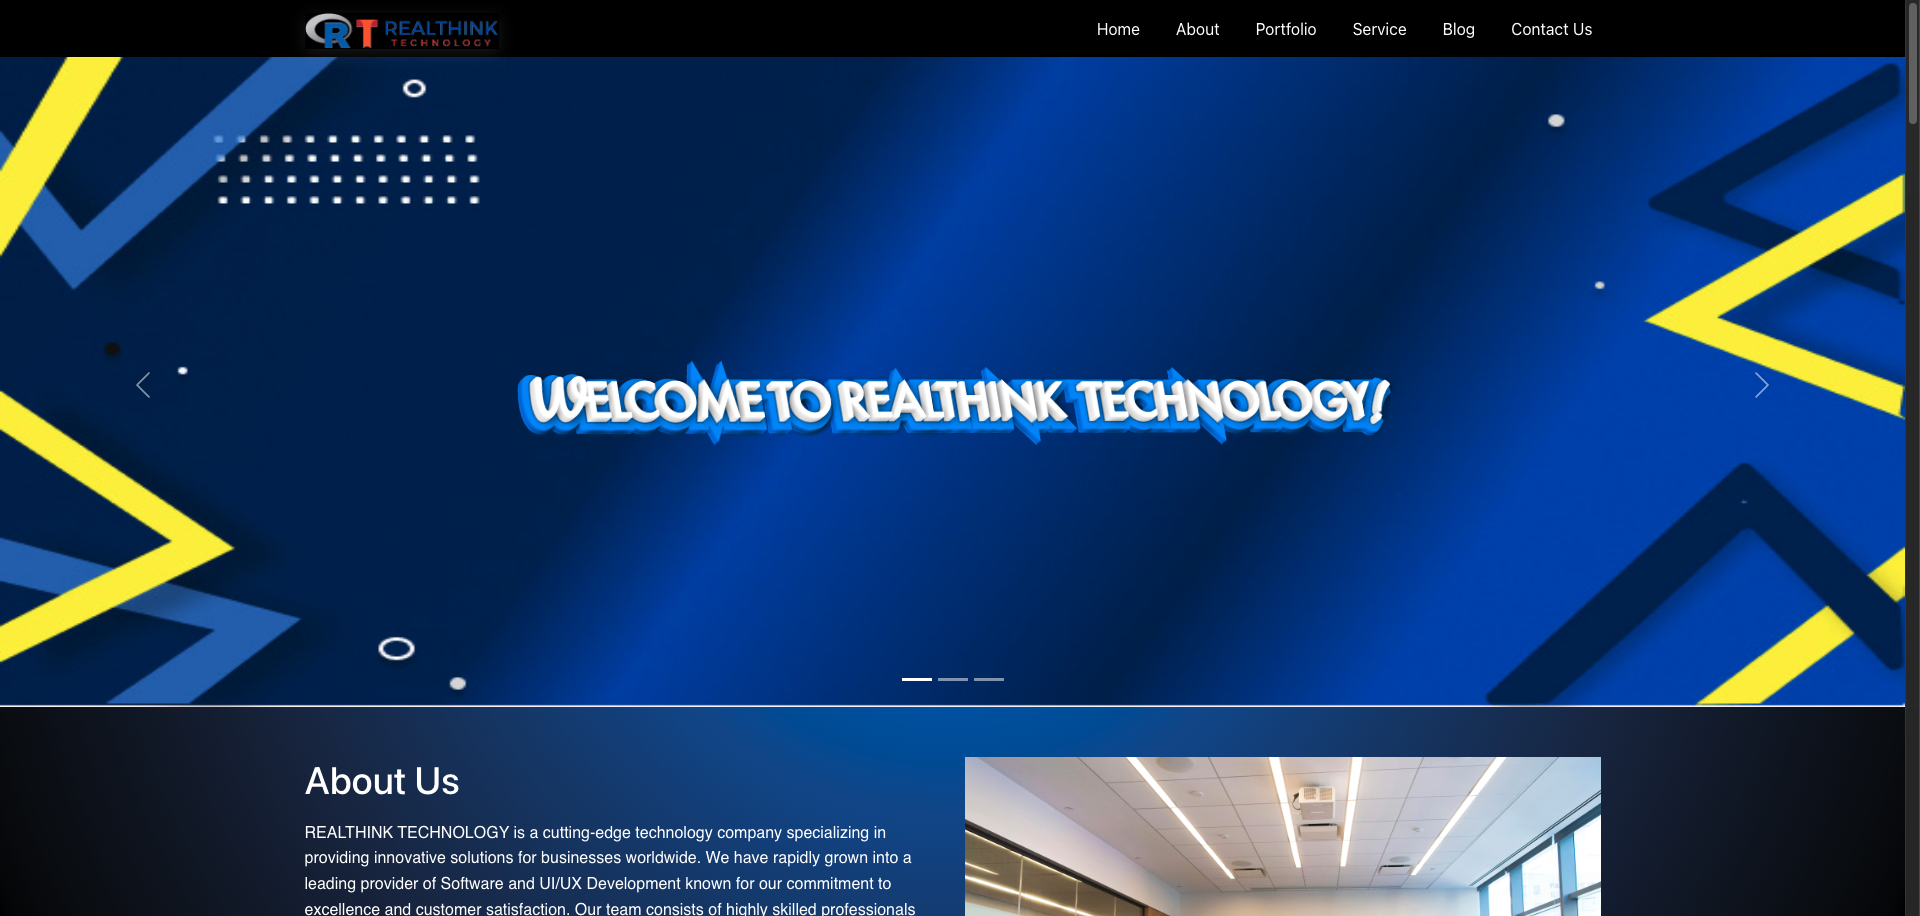 RT REALTHINK
TECHNOLOGY
Home About Portfolio Service Blog Contact Us
WELCOME TO REALTHINK TECHNOLOGY!
About Us
REALTHINK TECHNOLOGY is a cutting-edge technology company specializing in
providing innovative solutions for businesses worldwide. We have rapidly grown into a
leading provider of Software and UI/UX Development known for our commitment to
excellence and customer satisfaction. Our team consists of highly skilled professionals